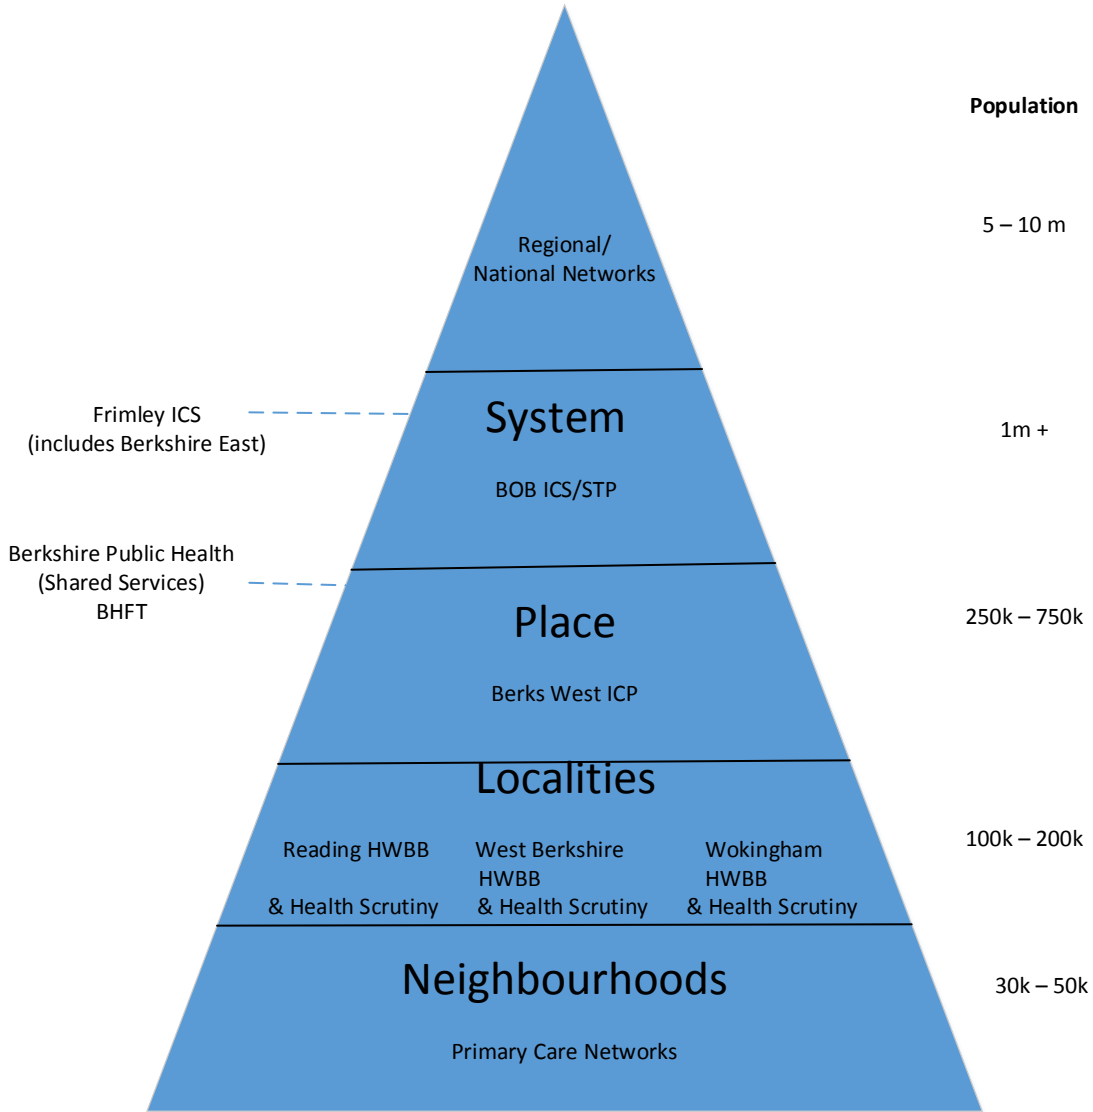 Population
5 – 10 m
Regional/
National Networks
Frimley ICS
(includes Berkshire East)
System
1m +
BOB ICS/STP
Berkshire Public Health
(Shared Services)
BHFT
Place
250k – 750k
Berks West ICP
Localities
100k – 200k
Reading HWBB West Berkshire Wokingham
HWBB HWBB
& Health Scrutiny & Health Scrutiny & Health Scrutiny
Neighbourhoods
30k – 50k
Primary Care Networks